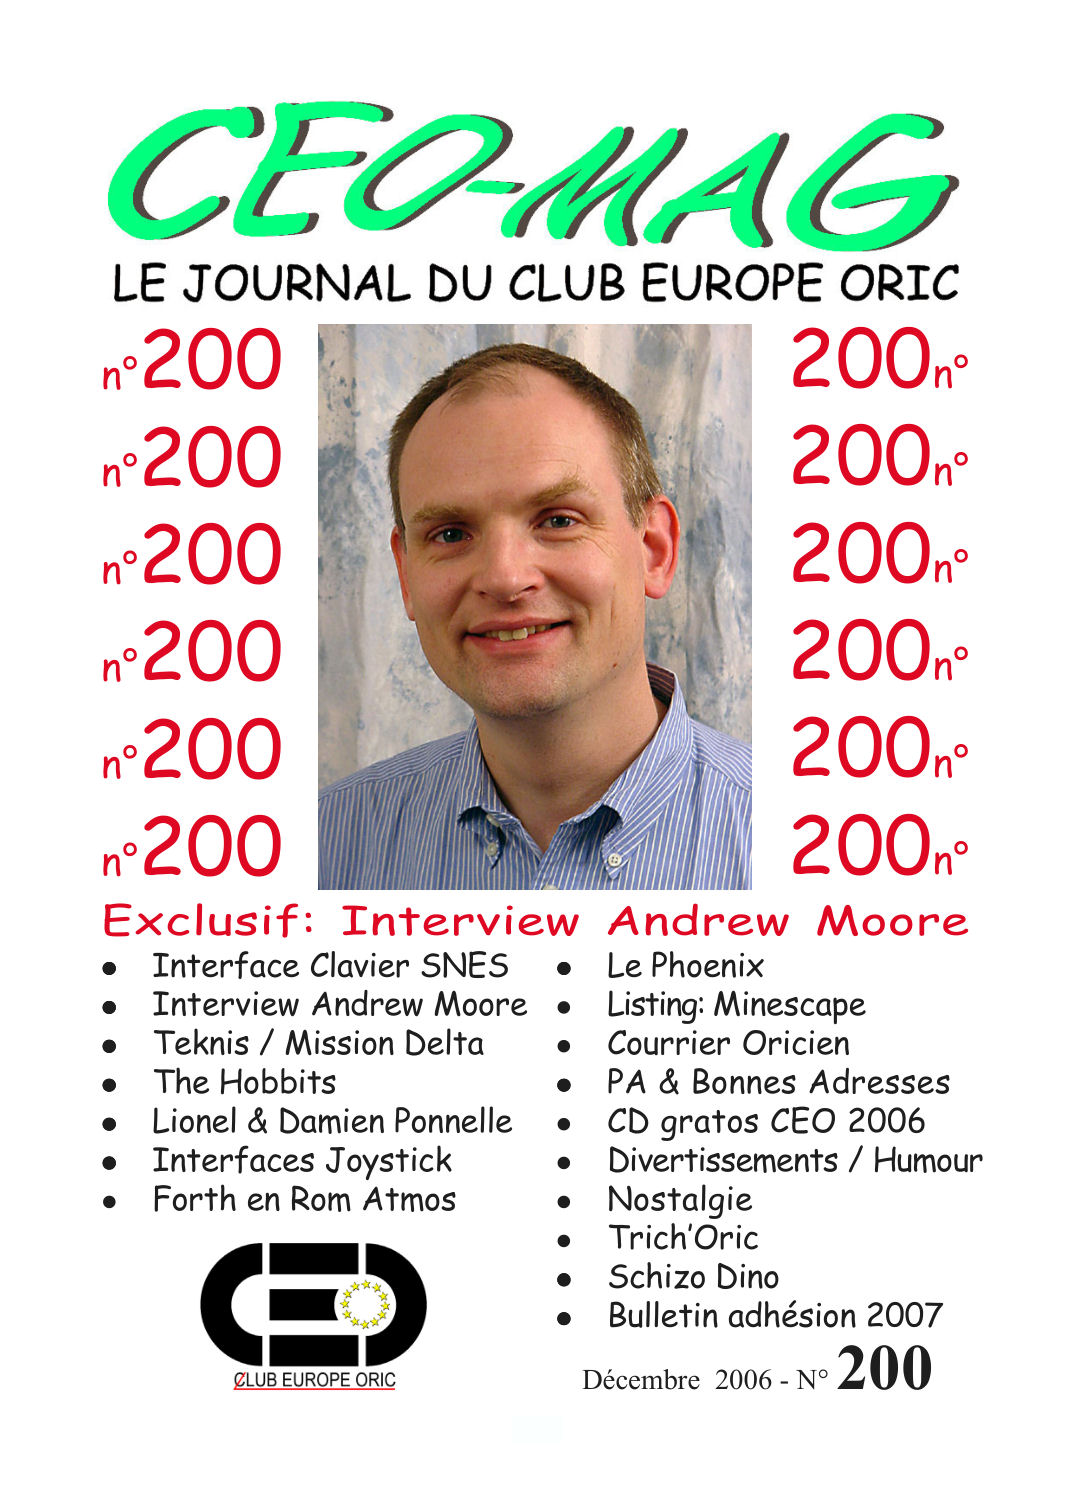 CEO-MAG
LE JOURNAL DU CLUB EUROPE ORIC
n°200
200n°
n°200
200n°
n°200
200n°
n°200
200n°
n°200
200n°
n°200
200n°
Exclusif: Interview Andrew Moore
• Interface Clavier SNES
• Interview Andrew Moore
• Teknis / Mission Delta
• The Hobbits
• Lionel & Damien Ponnelle
• Interfaces Joystick
• Forth en Rom Atmos
• Le Phoenix
• Listing: Minescape
• Courrier Oricien
• PA & Bonnes Adresses
• CD gratos CEO 2006
• Divertissements / Humour
• Nostalgie
• Trich'Oric
• Schizo Dino
• Bulletin adhésion 2007
CEO
CLUB EUROPE ORIC
Décembre 2006 - N° 200